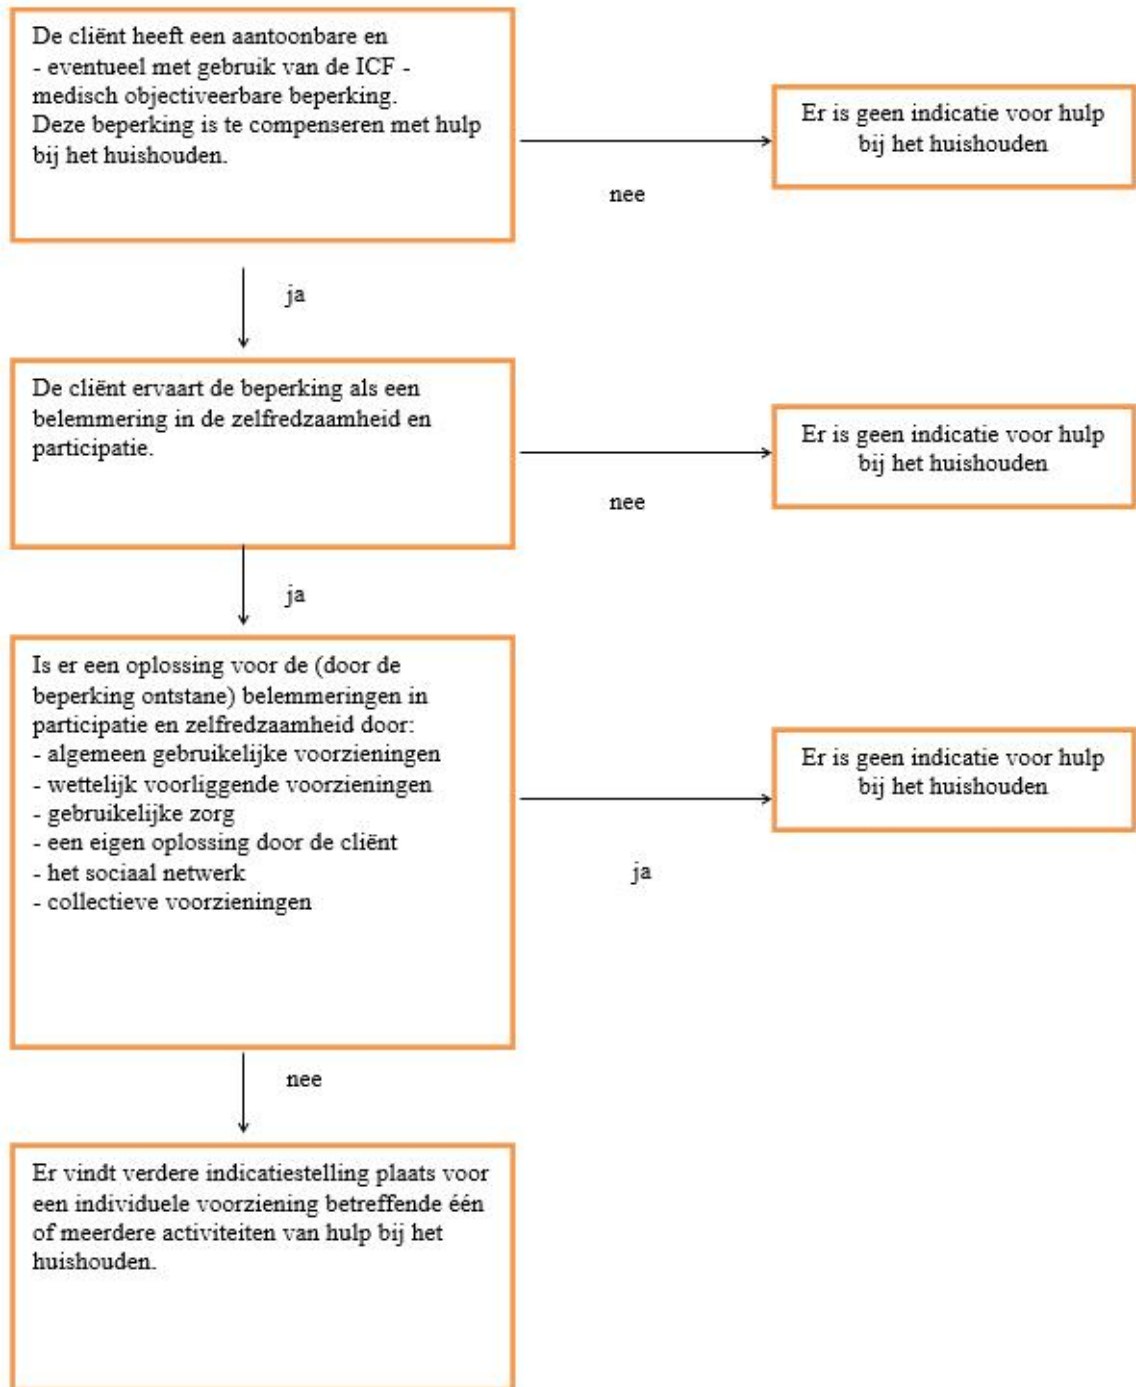 De cliënt heeft een aantoonbare en
- eventueel met gebruik van de ICF -
medisch objectiveerbare beperking.
Deze beperking is te compenseren met hulp
bij het huishouden.
Er is geen indicatie voor hulp
bij het huishouden
nee
ja
De cliënt ervaart de beperking als een
belemmering in de zelfredzaamheid en
participatie.
Er is geen indicatie voor hulp
bij het huishouden
nee
ja
Is er een oplossing voor de (door de
beperking ontstane) belemmeringen in
participatie en zelfredzaamheid door:
- algemeen gebruikelijke voorzieningen
- wettelijk voorliggende voorzieningen
- gebruikelijke zorg
- een eigen oplossing door de cliënt
- het sociaal netwerk
- collectieve voorzieningen
Er is geen indicatie voor hulp
bij het huishouden
ja
nee
Er vindt verdere indicatiestelling plaats voor
een individuele voorziening betreffende één
of meerdere activiteiten van hulp bij het
huishouden.